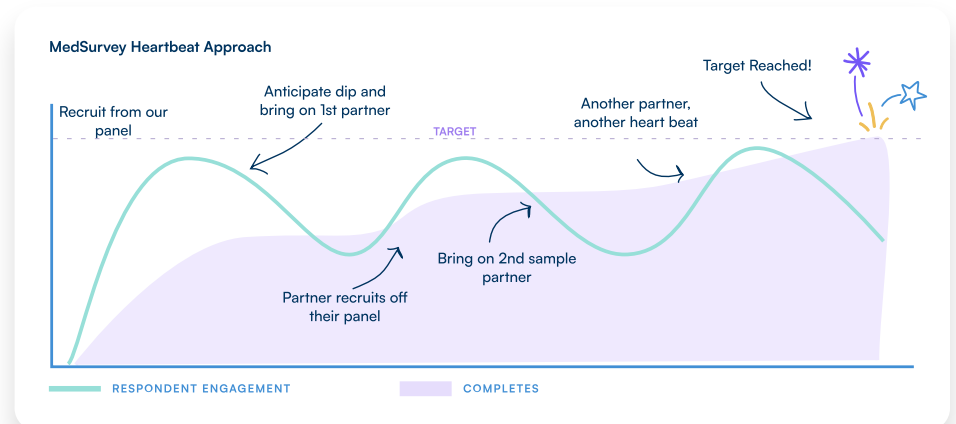 MedSurvey Heartbeat Approach
Target Reached!
Anticipate dip and
bring on 1st partner
Recruit from our
panel
Another partner,
another heart beat
TARGET
Bring on 2nd sample
partner
Partner recruits off
their panel
RESPONDENT ENGAGEMENT
COMPLETES